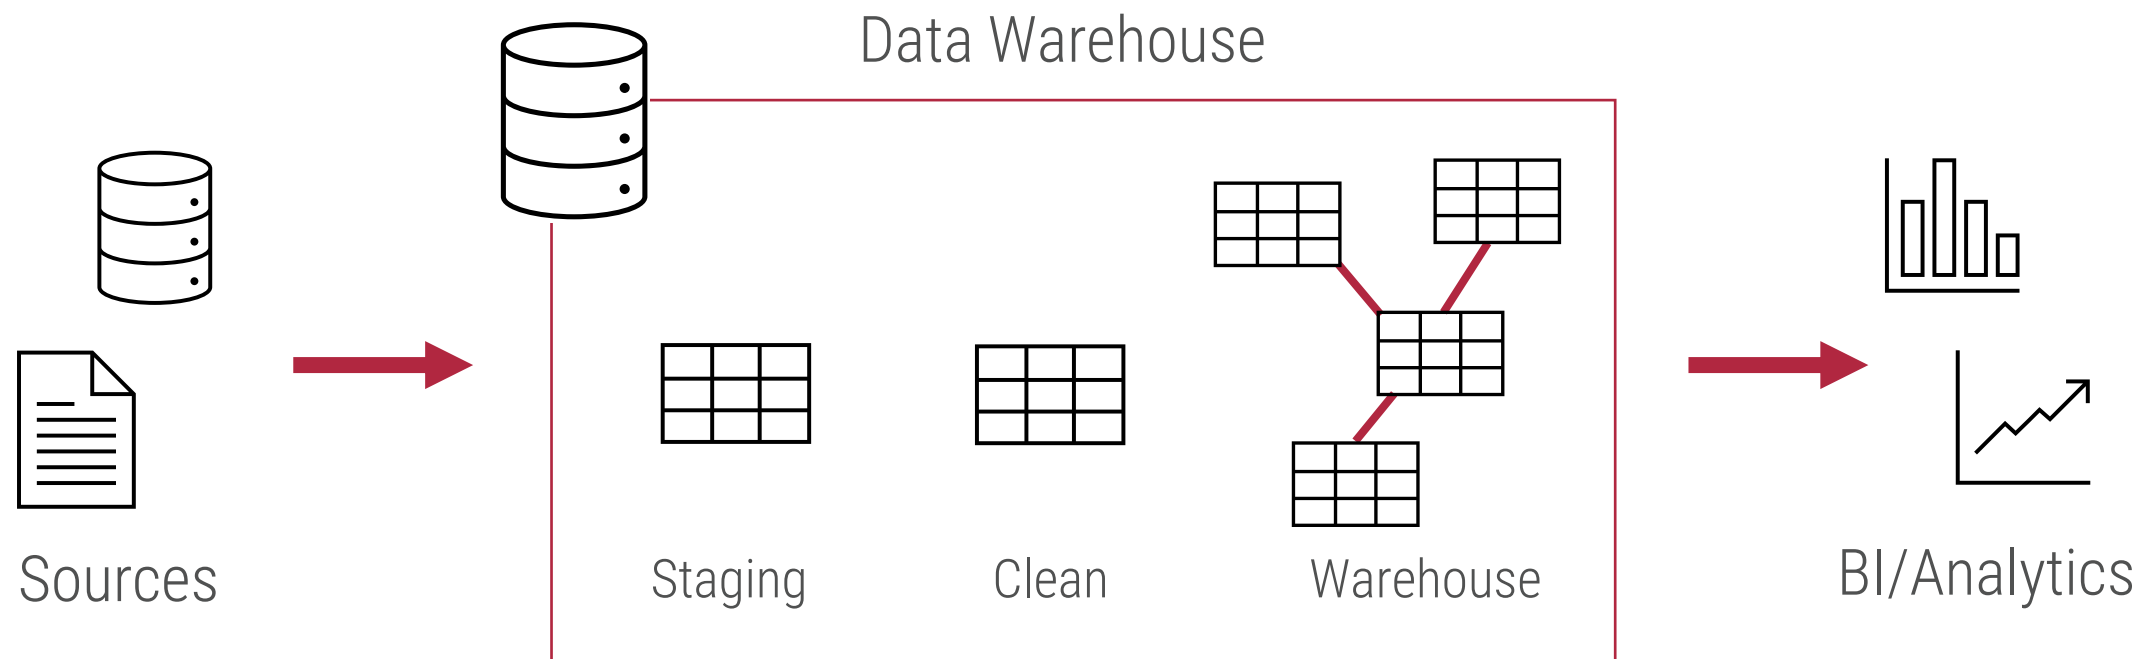 Data Warehouse
Sources
Staging
Clean
Warehouse
BI/Analytics